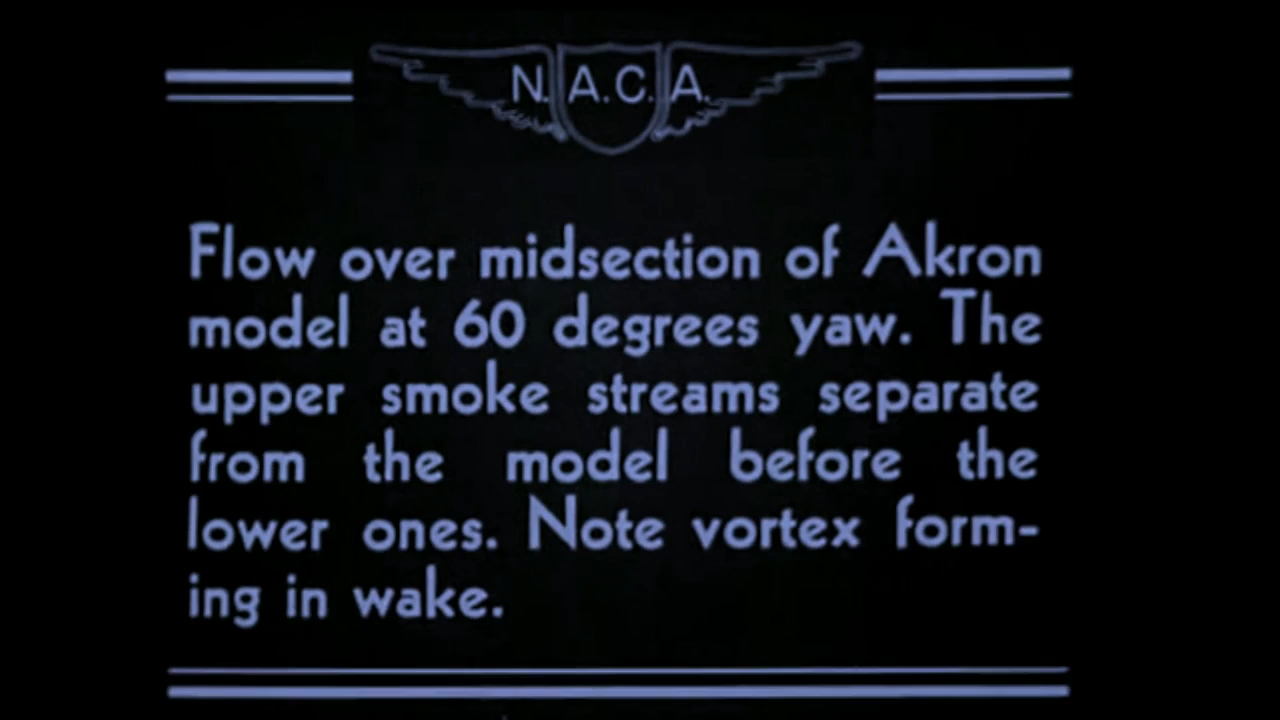 N.A.C.A.
Flow over midsection of Akron
model at 60 degrees yaw. The
upper smoke streams separate
from the model before the
lower ones. Note vortex form-
ing in wake.